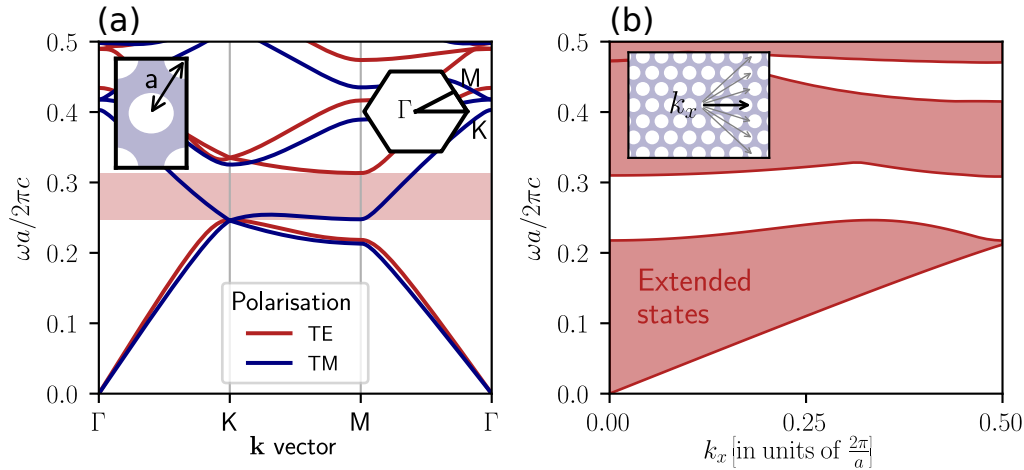 (a)
(b)
0.5
0.4
0.3
0.2
0.1
0.0
ωa/2πc
a
M
Γ
K
Polarisation
TE
TM
Γ
K
M
Γ
k vector
0.5
0.4
0.3
0.2
0.1
0.0
ωa/2πc
k_x
Extended
states
0.00
0.25
0.50
k_x [in units of 2π/a]